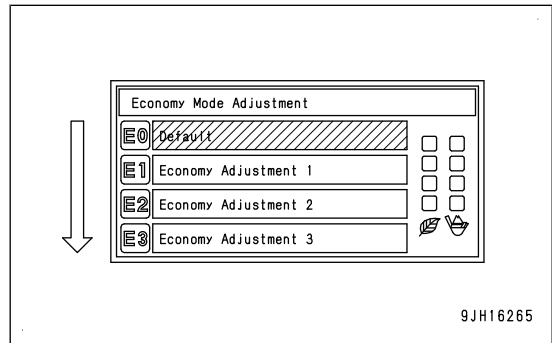 Economy Mode Adjustment
E0 Default
E1 Economy Adjustment 1
E2 Economy Adjustment 2
E3 Economy Adjustment 3
9JH16265